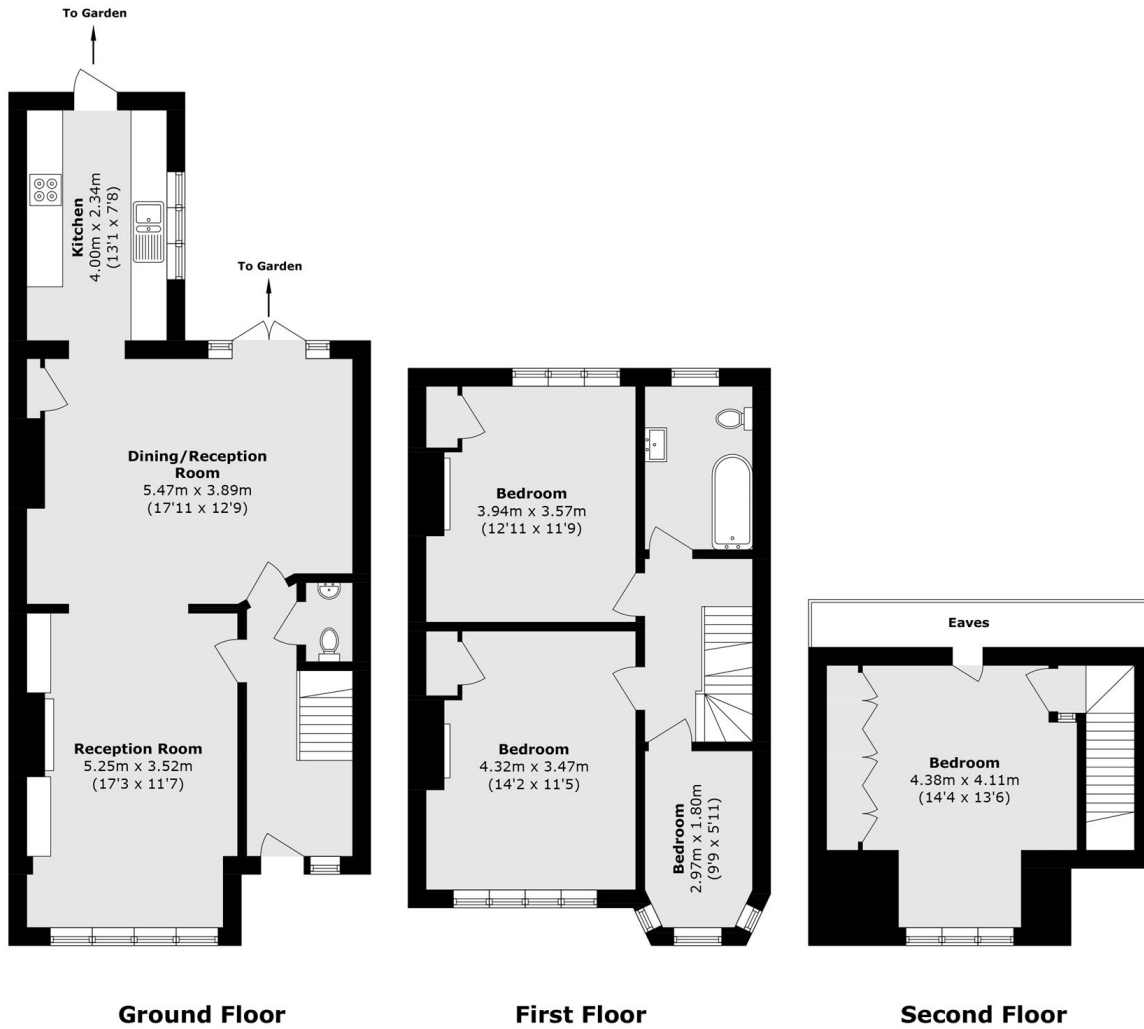 To Garden
Kitchen
4.00m x 2.34m
(13'1 x 7'8)
To Garden
Dining/Reception
Room
5.47m x 3.89m
(17'11 x 12'9)
Reception Room
5.25m x 3.52m
(17'3 x 11'7)
Ground Floor
Bedroom
3.94m x 3.57m
(12'11 x 11'9)
Bedroom
4.32m x 3.47m
(14'2 x 11'5)
Bedroom
2.97m x 1.80m
(9'9 x 5'11)
First Floor
Eaves
Bedroom
4.38m x 4.11m
(14'4 x 13'6)
Second Floor